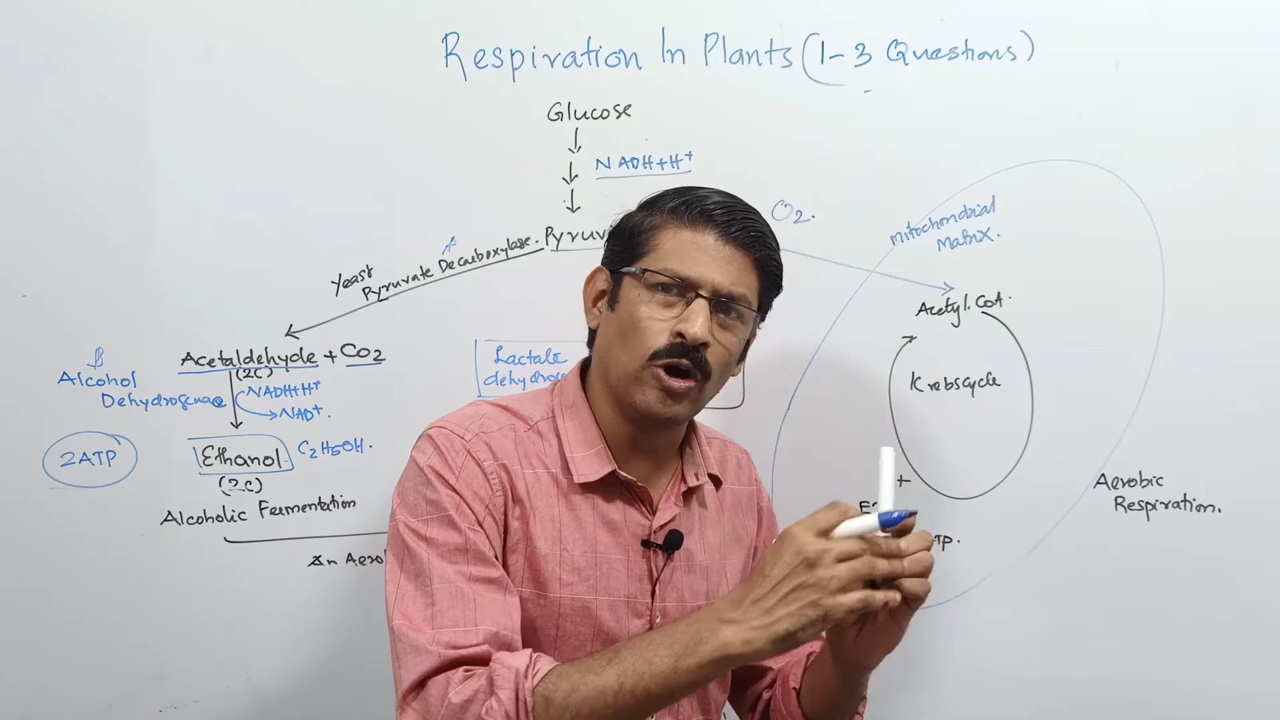 Respiration In Plants (1-3 Questions)
Glucose
NADH+H⁺
O₂.
Mitochondrial
Matrix.
Yeast
Pyruvate Decarboxylase.
Acetyl CoA.
Acetaldehyde + CO₂
(2C)
Lactate
Krebscycle
Alcohol
Dehydrogenase
NADH+H⁺
NAD⁺.
2ATP
Ethanol
C₂H₅OH.
(2C)
+
Aerobic
Respiration.
Alcoholic Fermentation